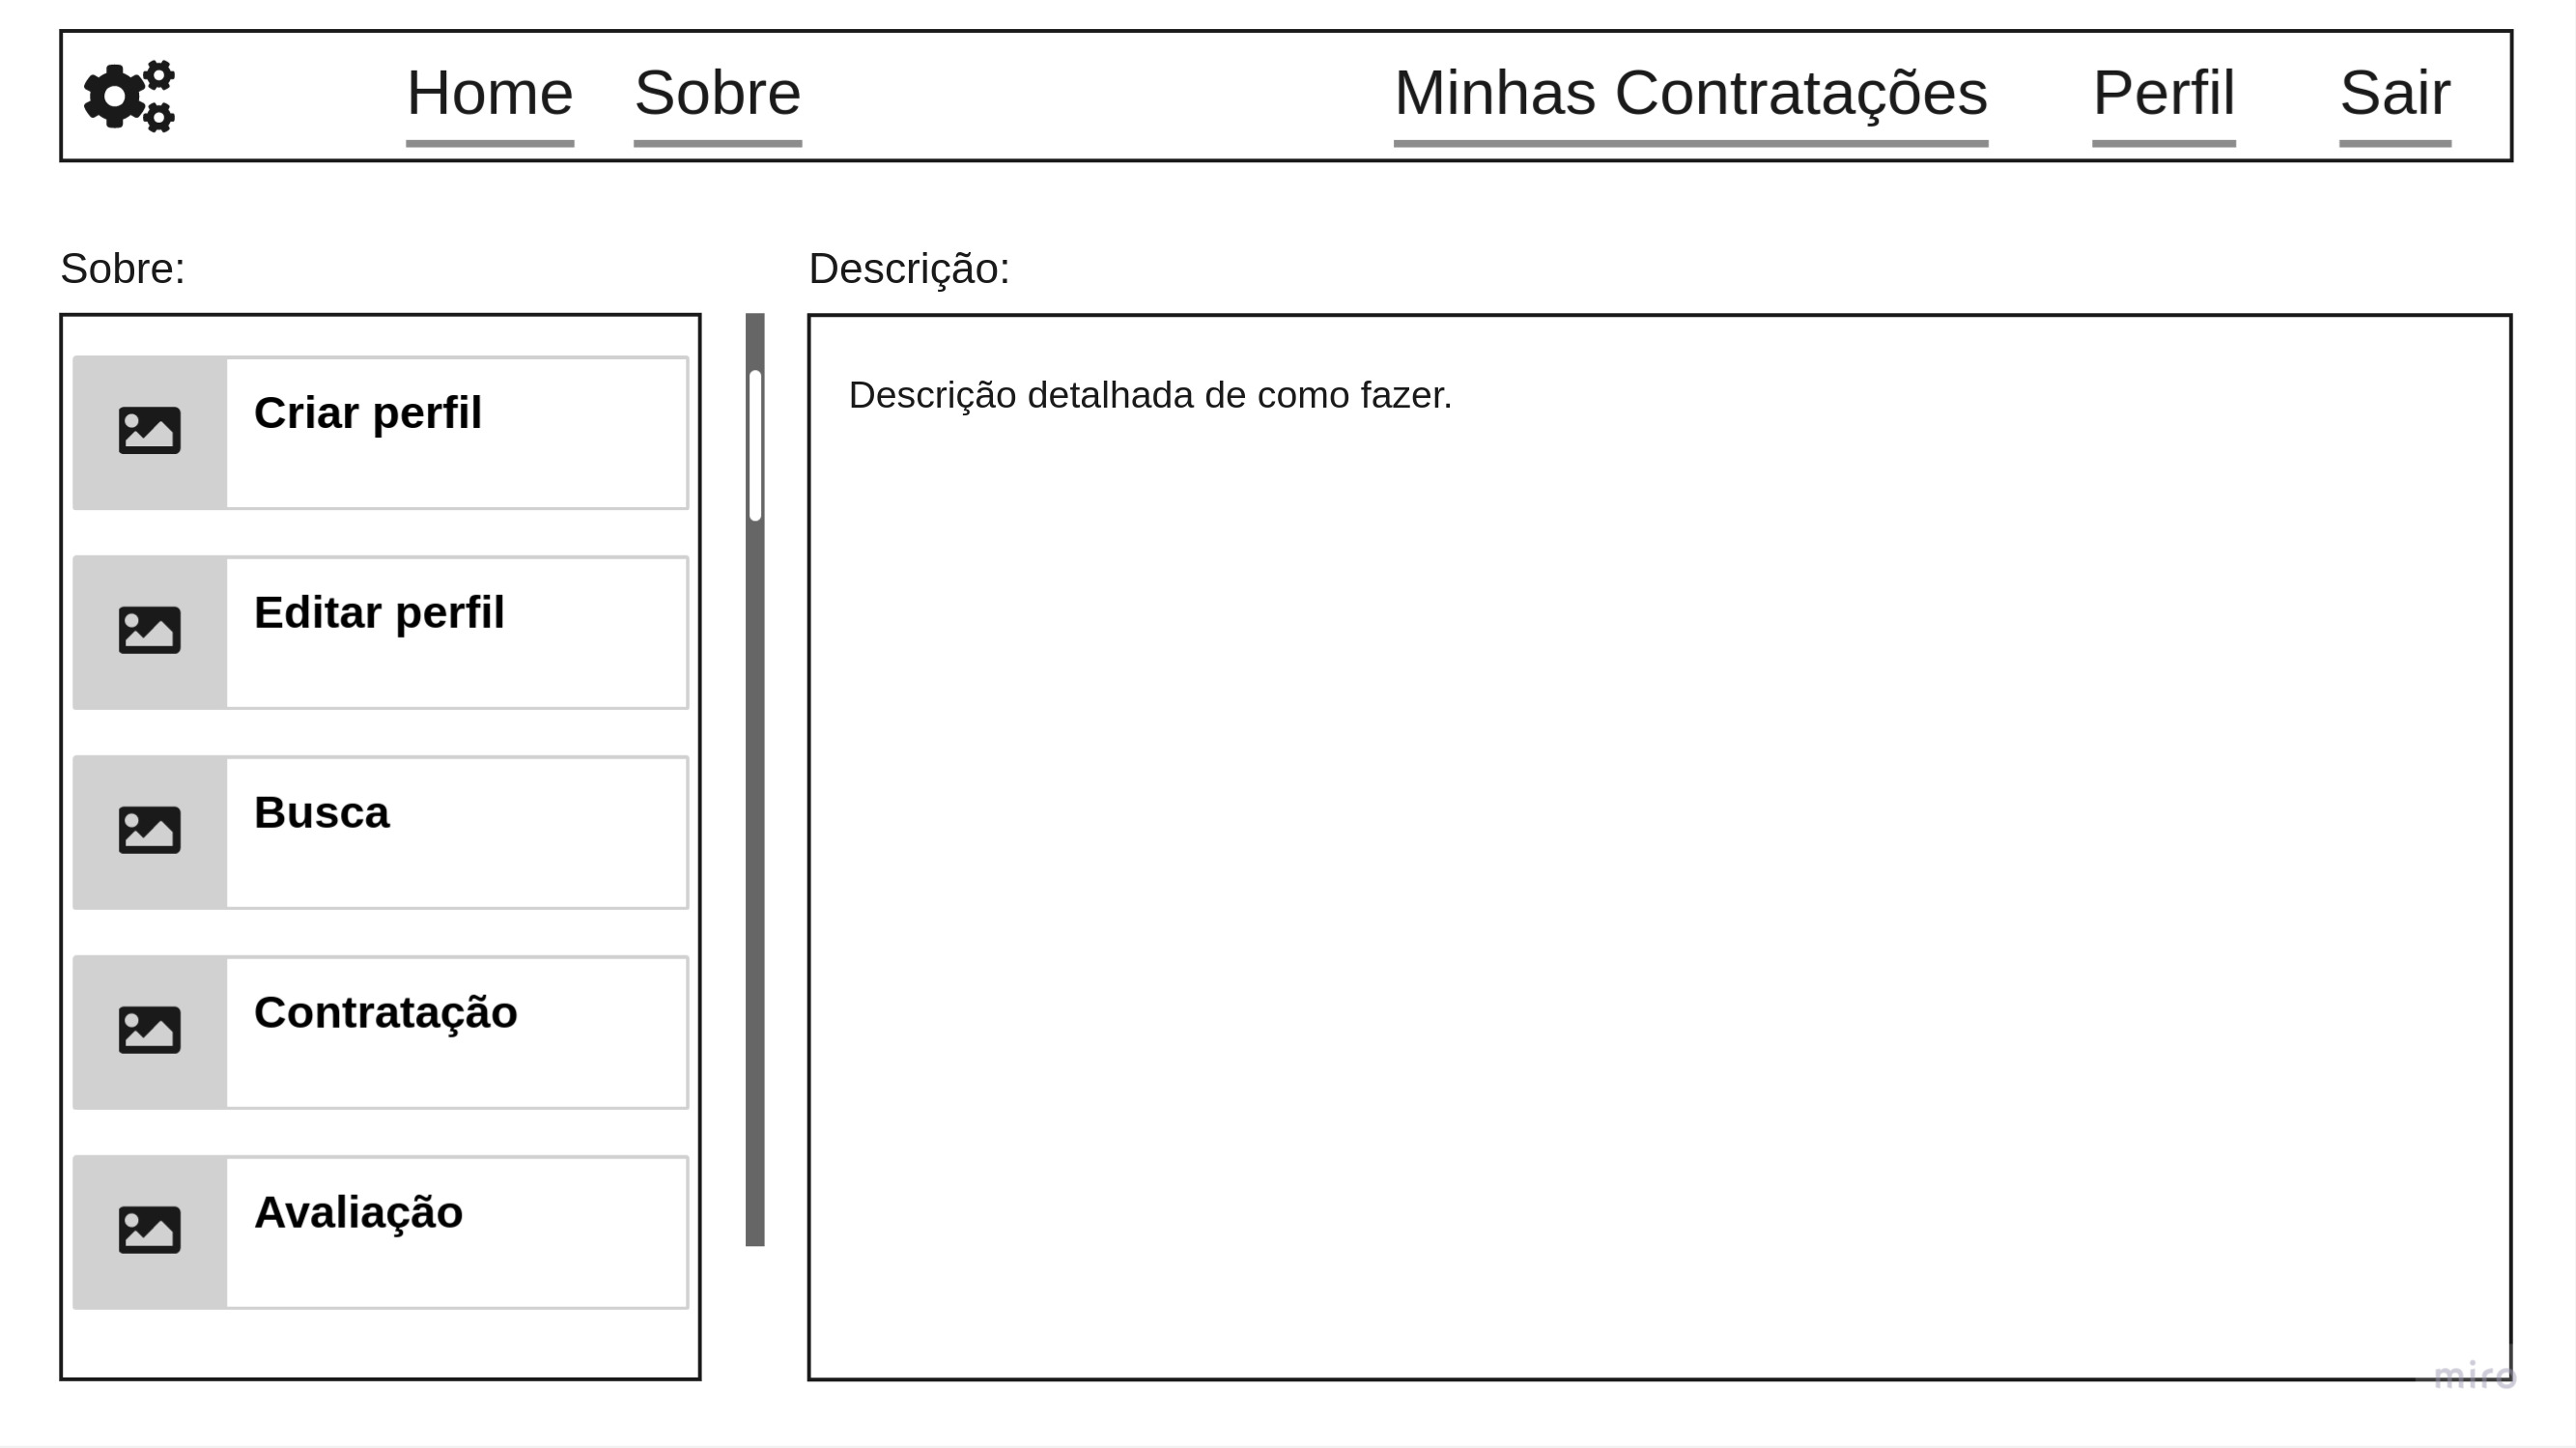 Home Sobre Minhas Contratações Perfil Sair
Sobre:
Descrição:
Criar perfil
Editar perfil
Busca
Contratação
Avaliação
Descrição detalhada de como fazer.
miro